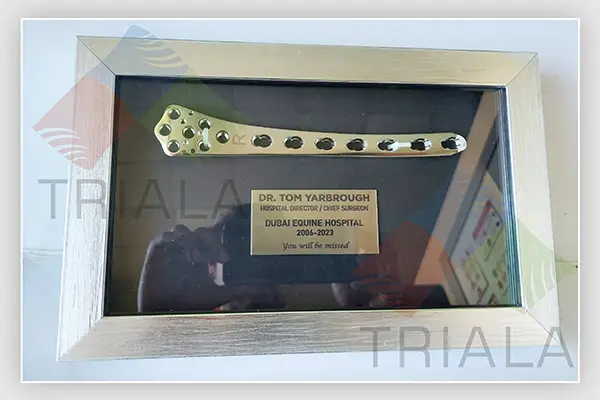 R
DR. TOM YARBROUGH
HOSPITAL DIRECTOR / CHIEF SURGEON
DUBAI EQUINE HOSPITAL
2006-2023
You will be missed
TRIALA
TRIALA